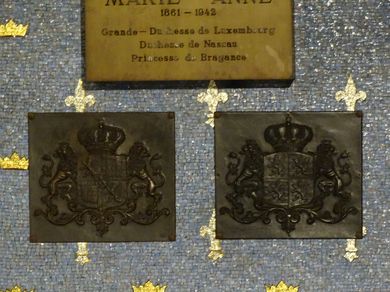 MARIE - ANNE
1861-1942
Grande-Duchesse de Luxembourg
Duchesse de Nassau
Princesse de Bragance